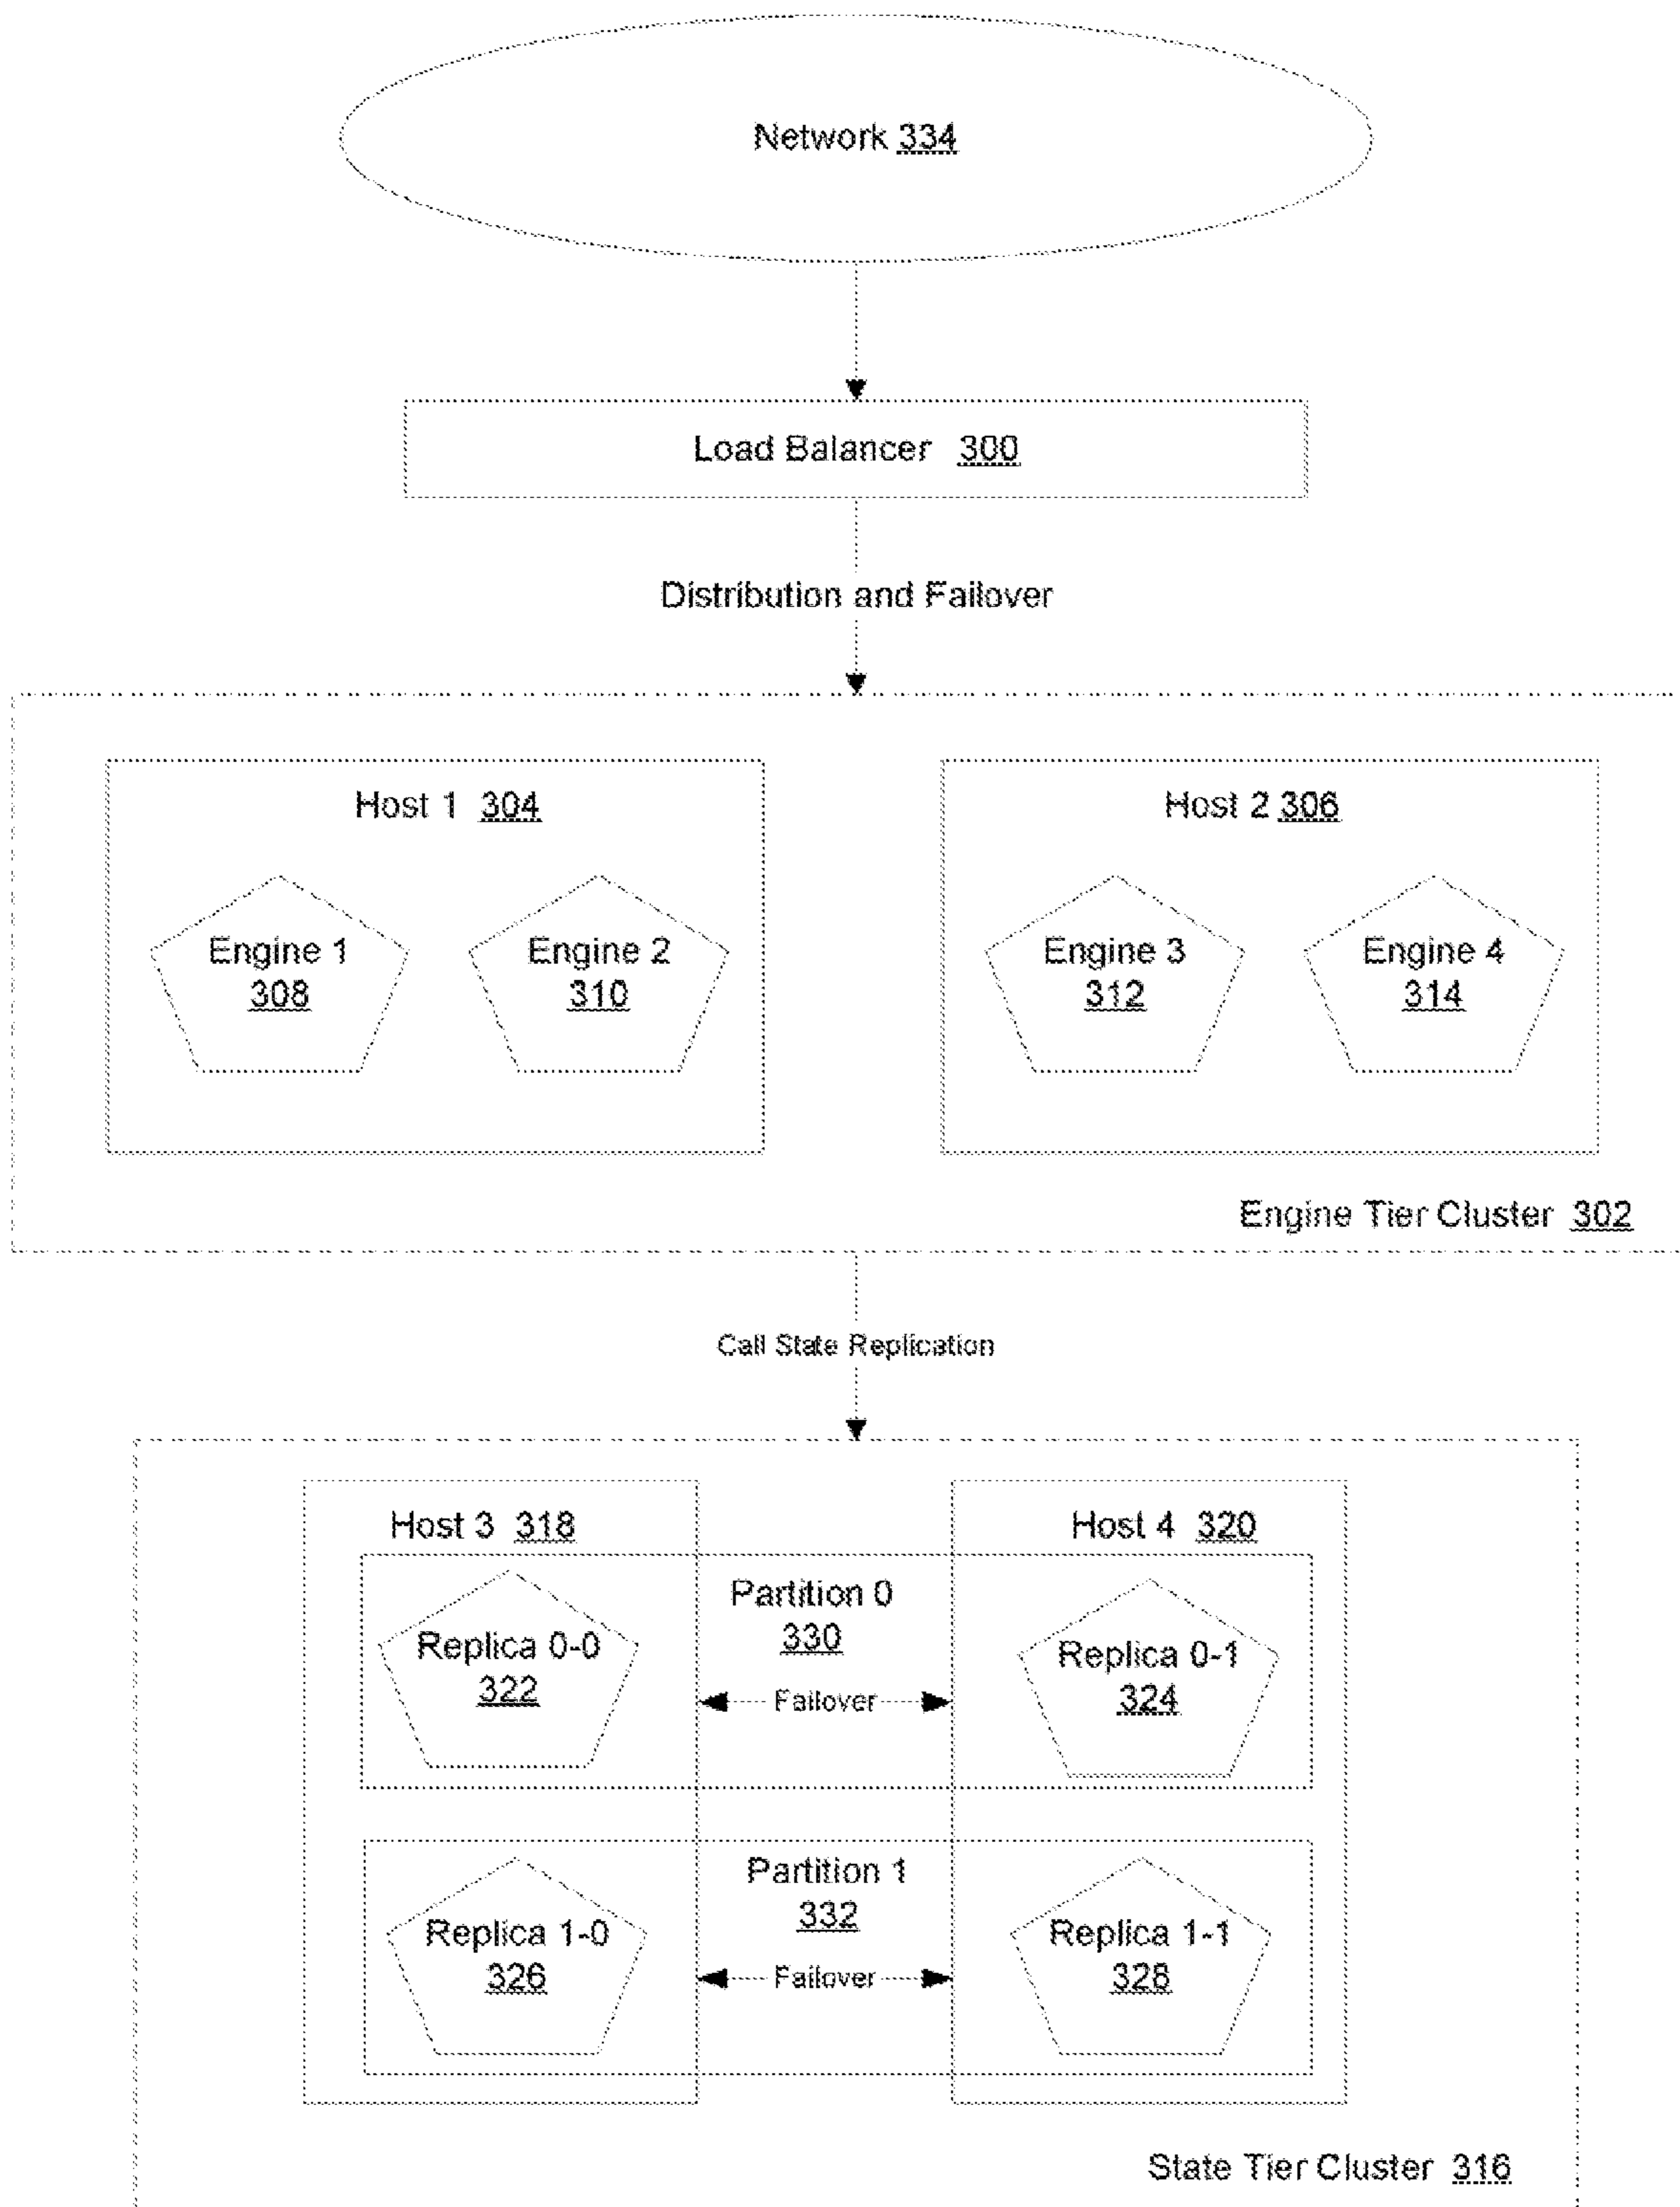 Network 334
Load Balancer 300
Distribution and Failover
Host 1 304
Host 2 306
Engine 1
308
Engine 2
310
Engine 3
312
Engine 4
314
Engine Tier Cluster 302
Call State Replication
Host 3 318
Host 4 320
Partition 0
330
Replica 0-0
322
Replica 0-1
324
Failover
Partition 1
332
Replica 1-0
326
Replica 1-1
328
Failover
State Tier Cluster 316